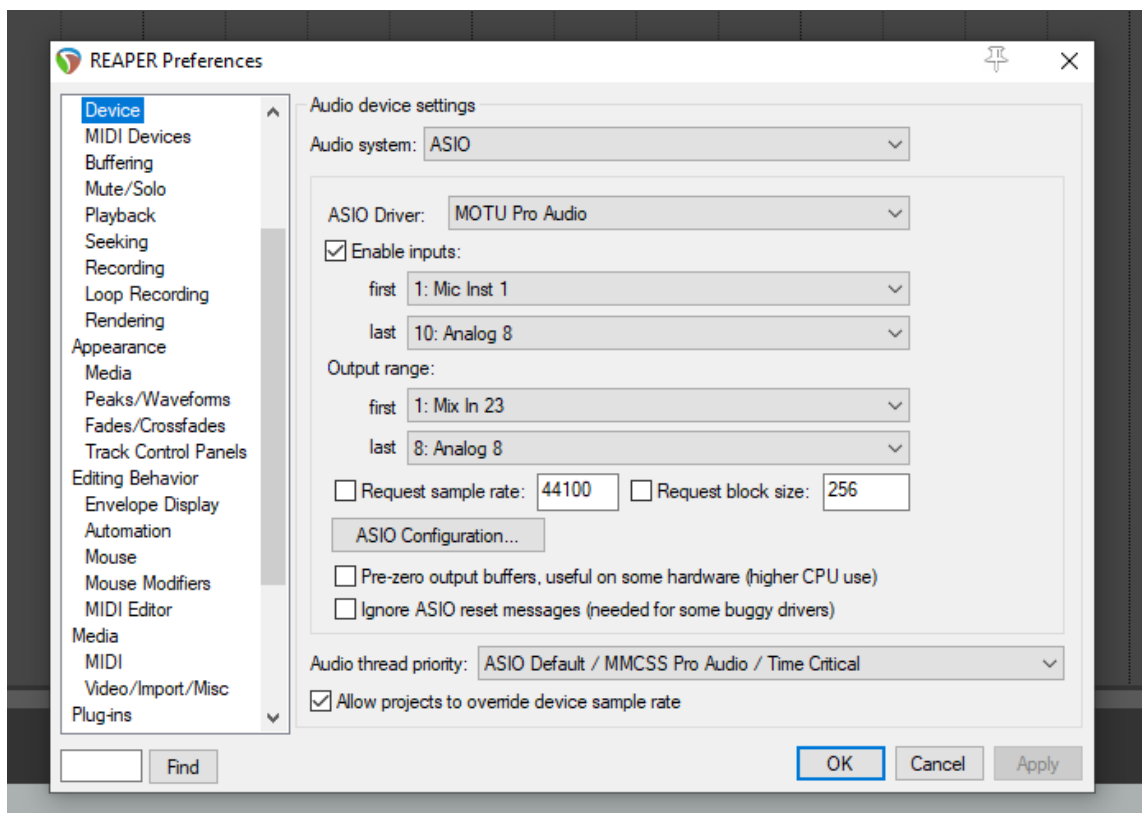 REAPER Preferences
Device
MIDI Devices
Buffering
Mute/Solo
Playback
Seeking
Recording
Loop Recording
Rendering
Appearance
Media
Peaks/Waveforms
Fades/Crossfades
Track Control Panels
Editing Behavior
Envelope Display
Automation
Mouse
Mouse Modifiers
MIDI Editor
Media
MIDI
Video/Import/Misc
Plug-ins
Find
Audio device settings
Audio system: ASIO
ASIO Driver: MOTU Pro Audio
Enable inputs:
first 1: Mic Inst 1
last 10: Analog 8
Output range:
first 1: Mix In 23
last 8: Analog 8
Request sample rate: 44100 Request block size: 256
ASIO Configuration...
Pre-zero output buffers, useful on some hardware (higher CPU use)
Ignore ASIO reset messages (needed for some buggy drivers)
Audio thread priority: ASIO Default / MMCSS Pro Audio / Time Critical
Allow projects to override device sample rate
OK Cancel Apply